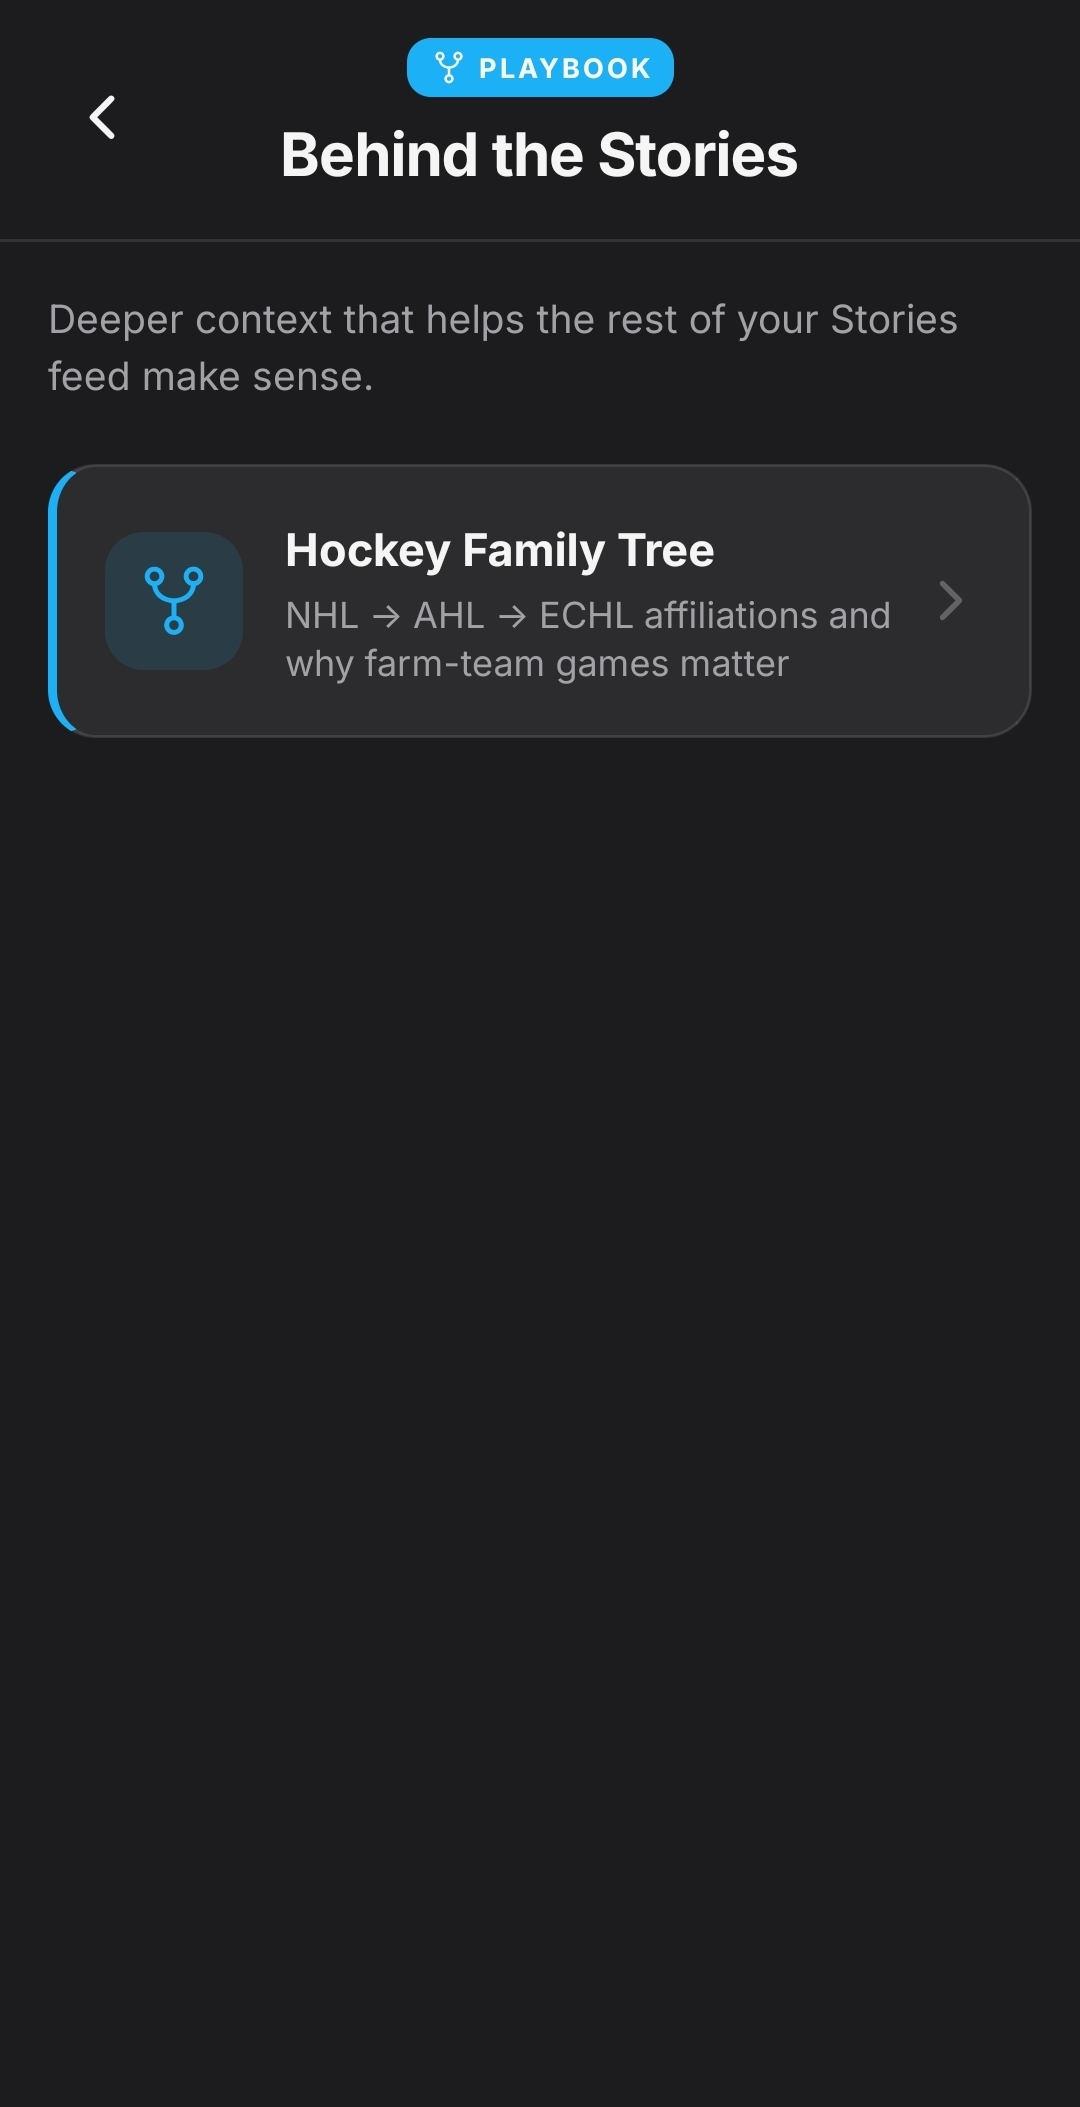 PLAYBOOK
Behind the Stories
Deeper context that helps the rest of your Stories
feed make sense.
Hockey Family Tree
NHL → AHL → ECHL affiliations and
why farm-team games matter